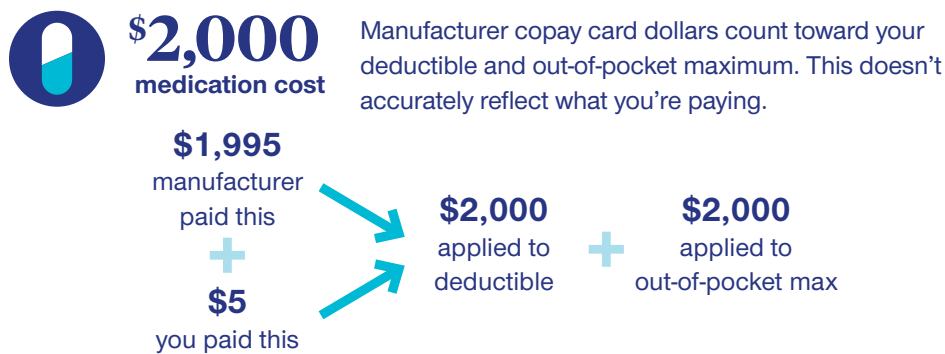 $2,000
medication cost
Manufacturer copay card dollars count toward your
deductible and out-of-pocket maximum. This doesn't
accurately reflect what you're paying.
$1,995
manufacturer
paid this
+
$5
you paid this
$2,000
applied to
deductible
+
$2,000
applied to
out-of-pocket max